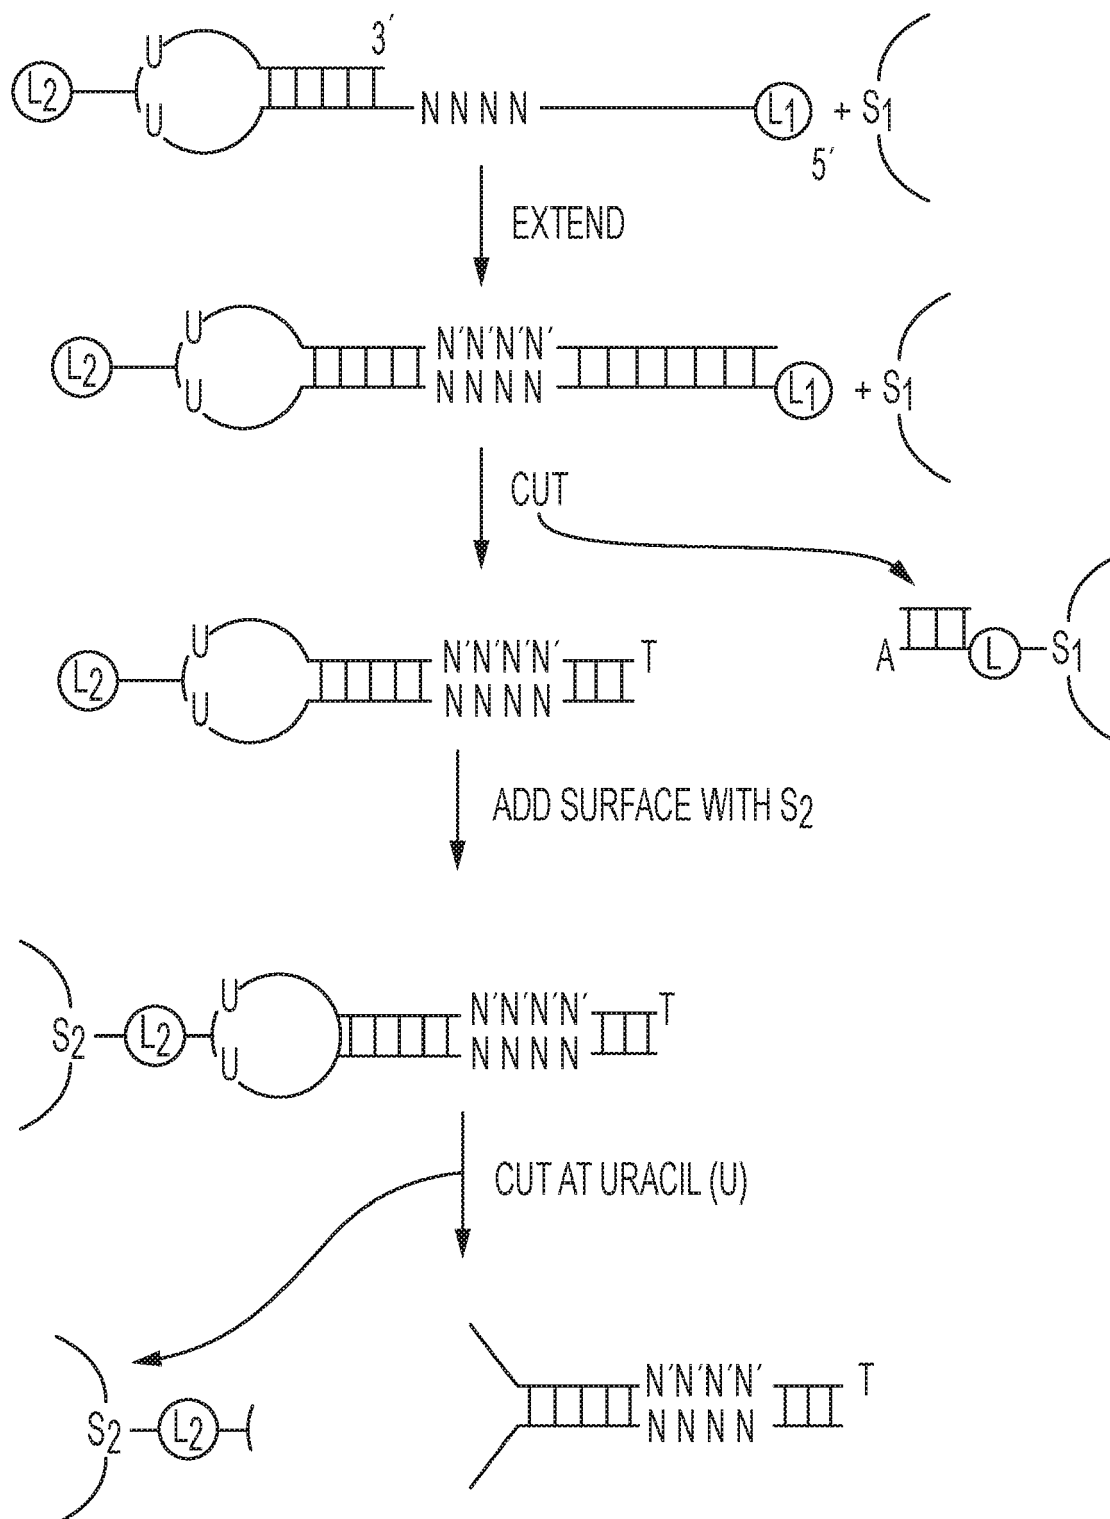 3´
U
L2
U
N N N N
L1 + S1
5´
EXTEND
U
N´N´N´N´
L2
U
N N N N
L1 + S1
CUT
U
N´N´N´N´ T
L2
U
N N N N
A L S1
ADD SURFACE WITH S2
U
N´N´N´N´ T
S2 L2
U
N N N N
CUT AT URACIL (U)
N´N´N´N´ T
S2 L2
N N N N